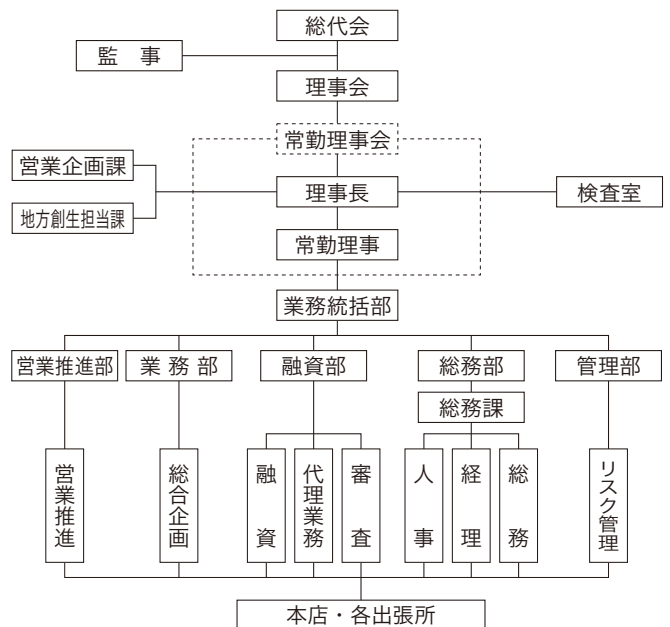 総代会
監　事
理事会
常勤理事会
営業企画課
理事長
検査室
地方創生担当課
常勤理事
業務統括部
営業推進部
業 務 部
融資部
総務部
管理部
総務課
営業推進
総合企画
融　資
代理業務
審　査
人　事
経　理
総　務
リスク管理
本店・各出張所